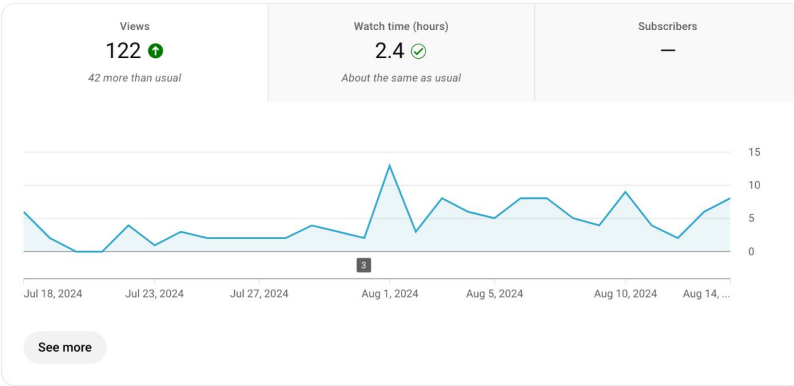 Views
122
42 more than usual
Watch time (hours)
2.4
About the same as usual
Subscribers
—
15
10
5
0
3
Jul 18, 2024 Jul 23, 2024 Jul 27, 2024 Aug 1, 2024 Aug 5, 2024 Aug 10, 2024 Aug 14, ...
See more